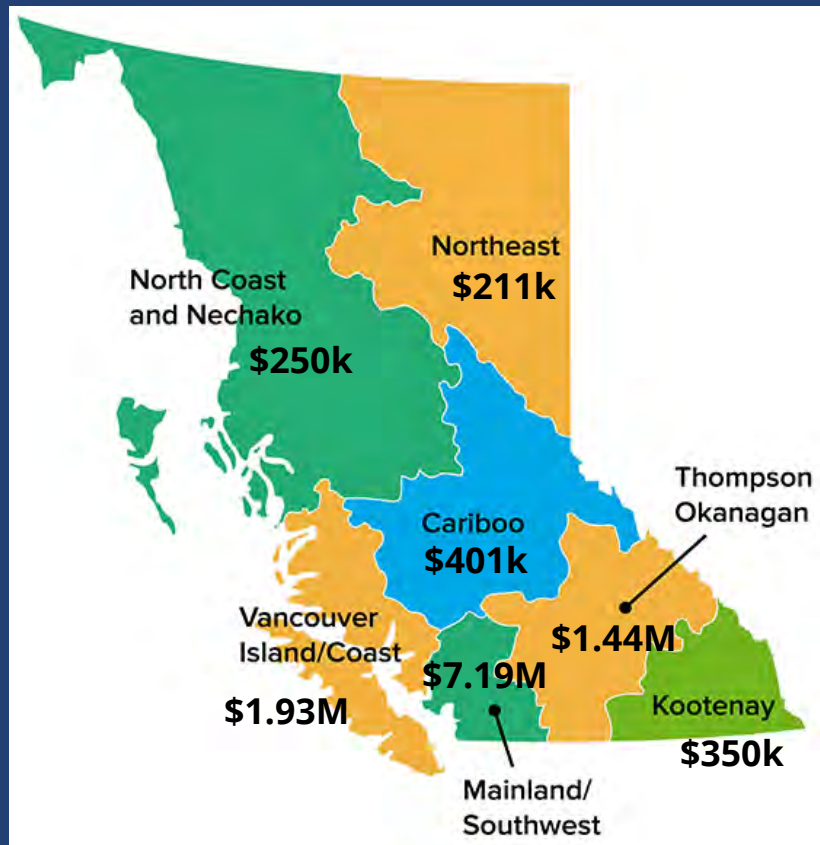 Northeast
$211k
North Coast
and Nechako
$250k
Thompson
Okanagan
Cariboo
$401k
Vancouver
Island/Coast
$1.93M
$7.19M
$1.44M
Kootenay
$350k
Mainland/
Southwest